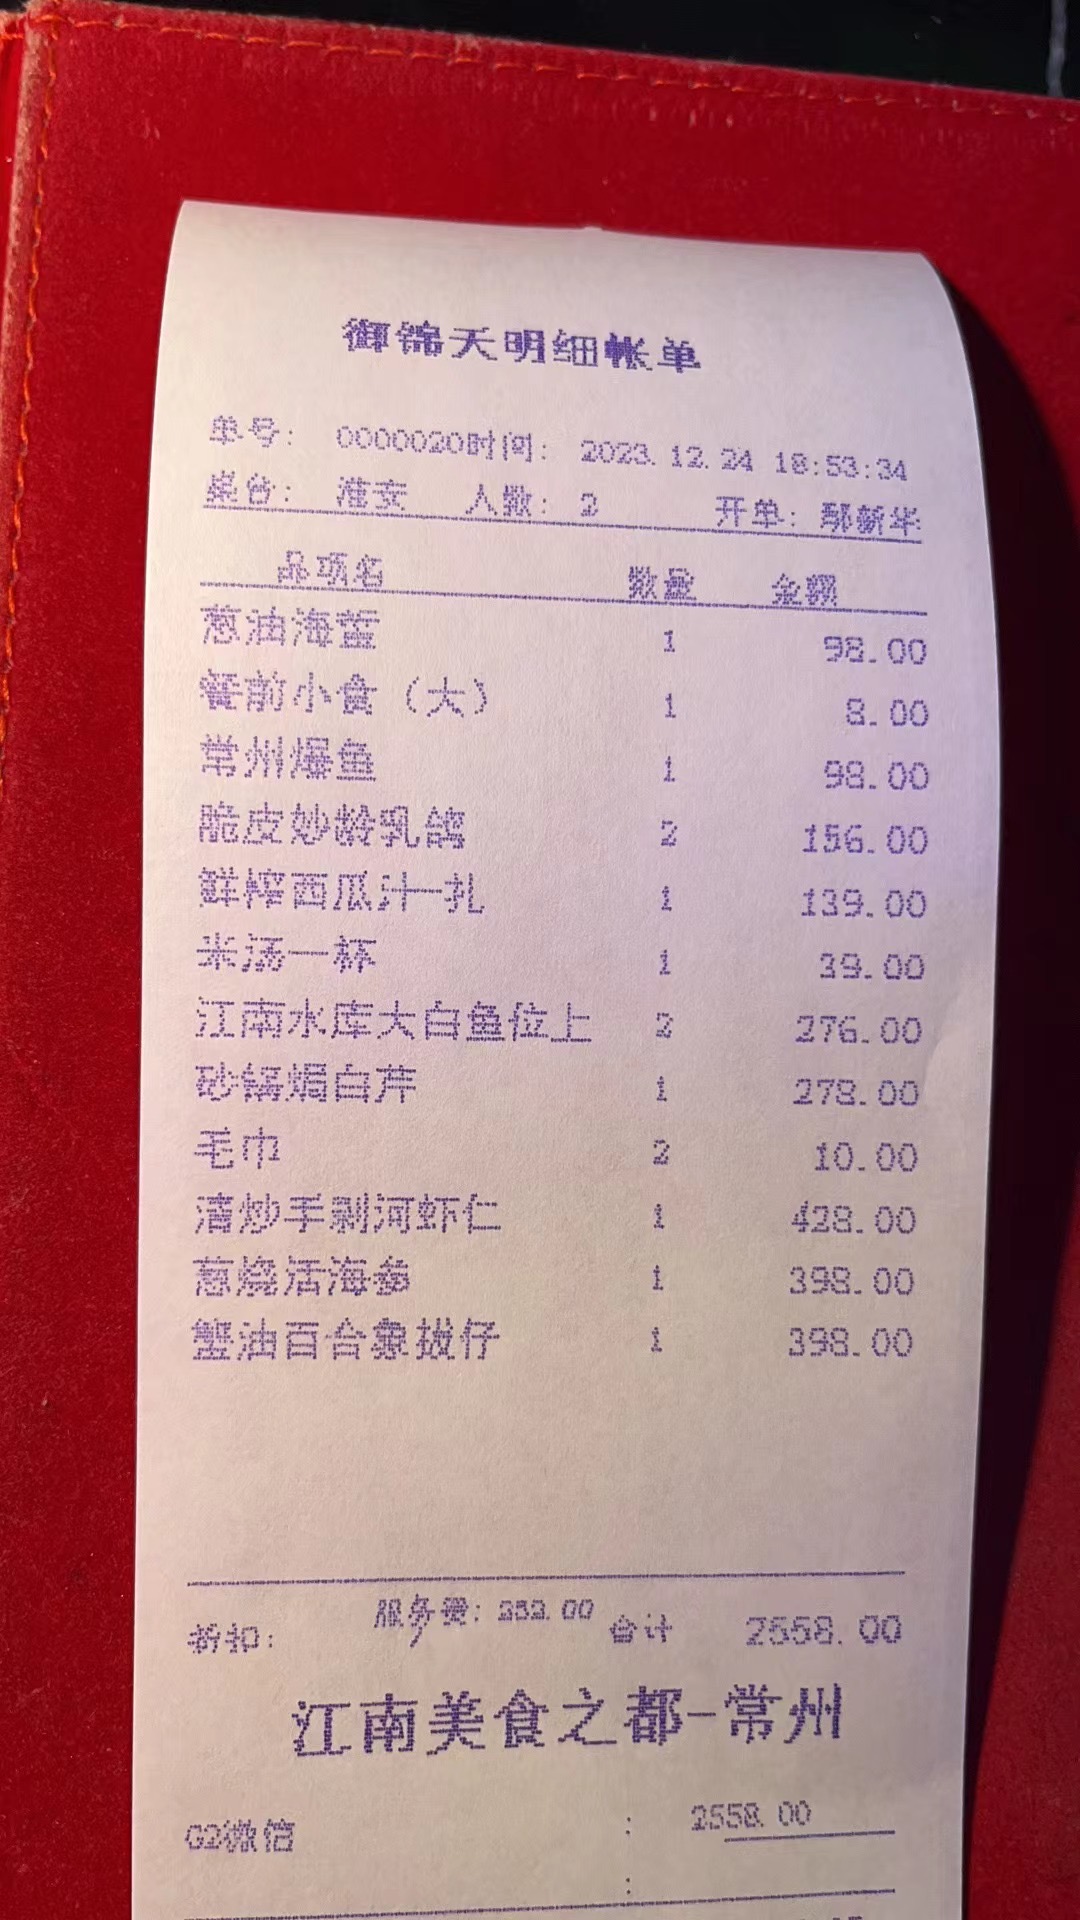 御锦天明细帐单
单号: 0000020时间: 2023.12.24 18:53:34
桌台: 淮安 人数: 2 开单: 鄢新华
品项名 数量 金额
葱油海蜇 1 98.00
餐前小食（大） 1 8.00
常州爆鱼 1 98.00
脆皮妙龄乳鸽 2 156.00
鲜榨西瓜汁一扎 1 139.00
米汤一杯 1 39.00
江南水库大白鱼位上 2 276.00
砂锅焗白芹 1 278.00
毛巾 2 10.00
清炒手剥河虾仁 1 428.00
葱烧活海参 1 398.00
蟹油百合象拔仔 1 398.00
折扣: 服务费: 232.00 合计 2558.00
江南美食之都-常州
G2微信 : 2558.00
: